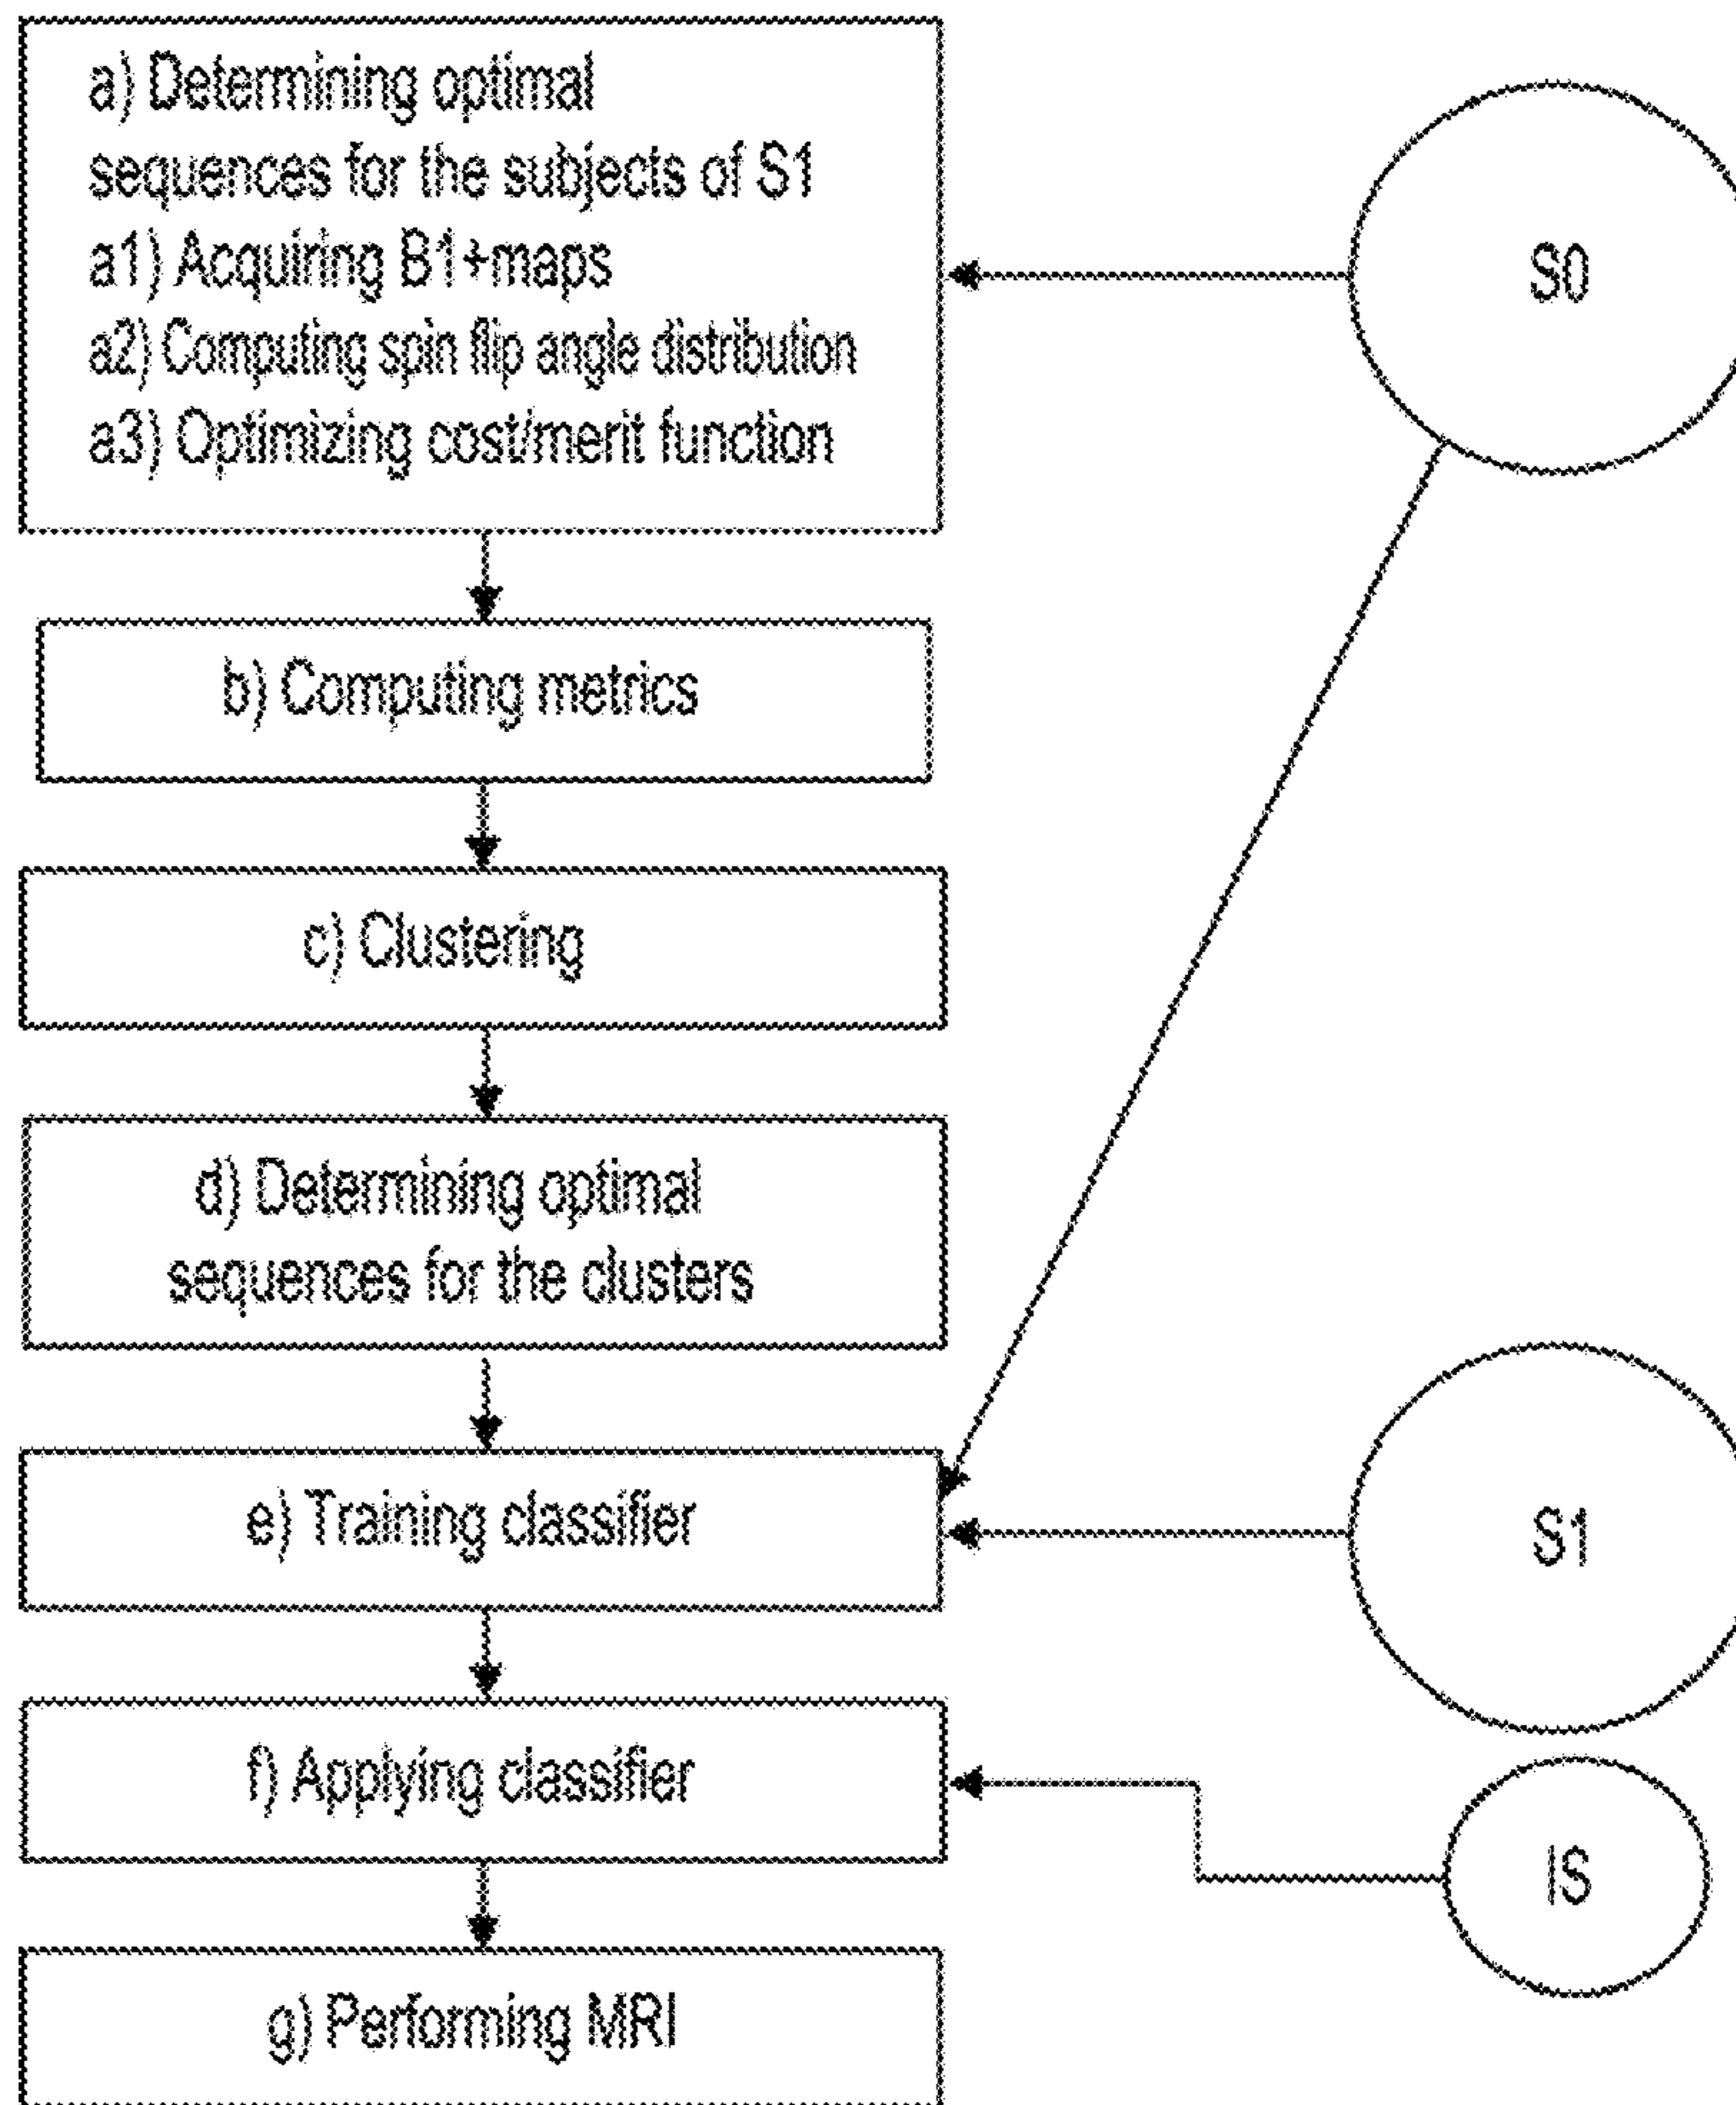 a) Determining optimal
sequences for the subjects of S1
a1) Acquiring B1+maps
a2) Computing spin flip angle distribution
a3) Optimizing cost/merit function
S0
b) Computing metrics
c) Clustering
d) Determining optimal
sequences for the clusters
e) Training classifier
S1
f) Applying classifier
IS
g) Performing MRI